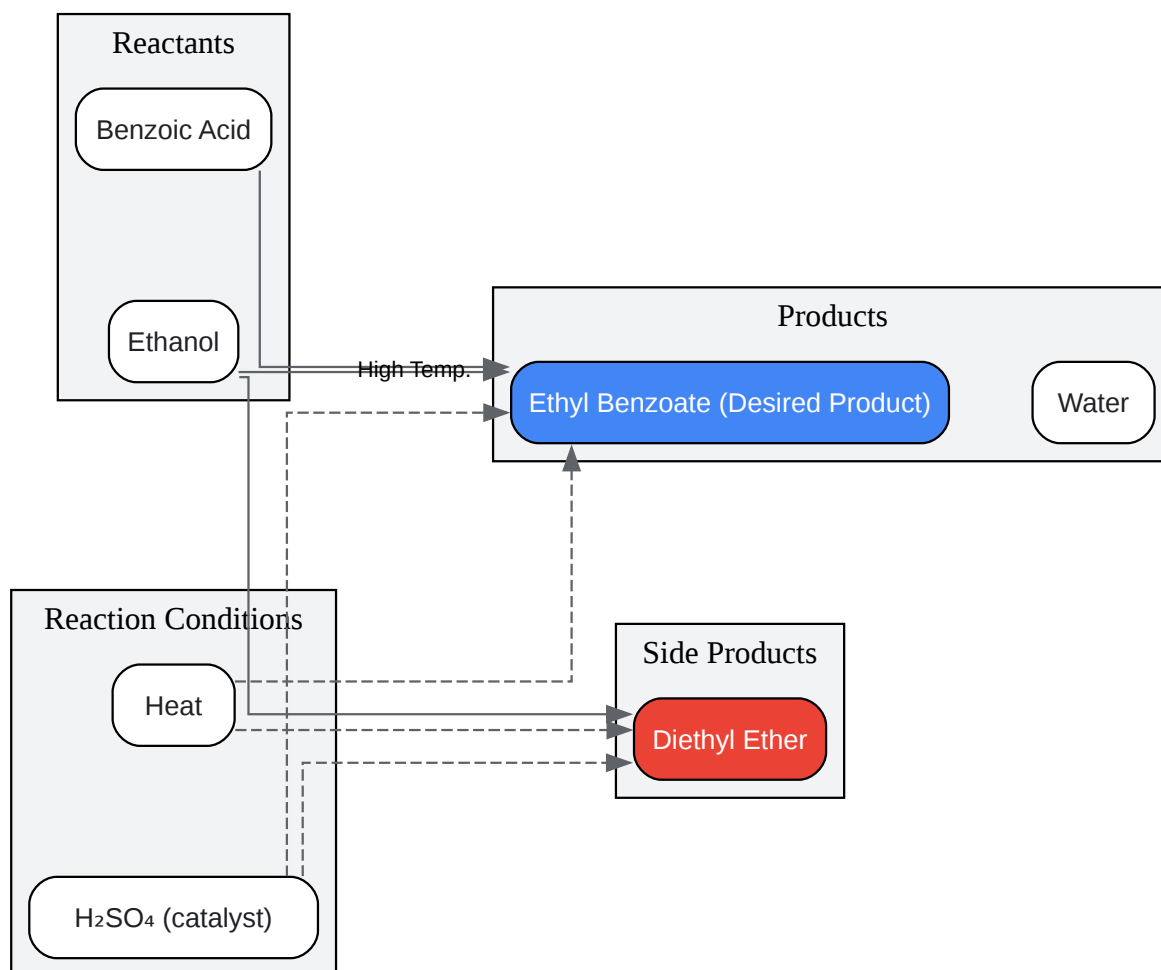 Reactants
Benzoic Acid
Ethanol
High Temp.
Products
Ethyl Benzoate (Desired Product)
Water
Reaction Conditions
Heat
H₂SO₄ (catalyst)
Side Products
Diethyl Ether